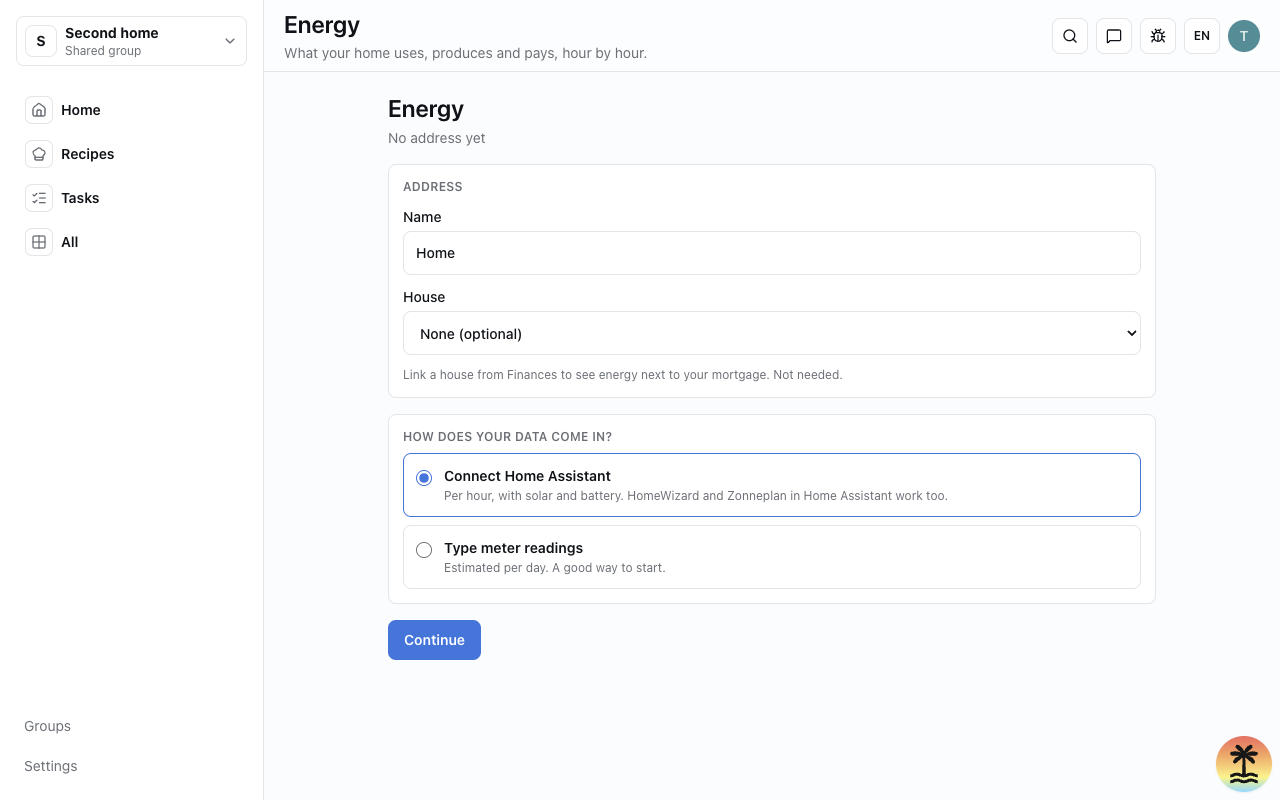 S
Second home
Shared group
Home
Recipes
Tasks
All
Groups
Settings
Energy
What your home uses, produces and pays, hour by hour.
EN
T
Energy
No address yet
ADDRESS
Name
Home
House
None (optional)
Link a house from Finances to see energy next to your mortgage. Not needed.
HOW DOES YOUR DATA COME IN?
Connect Home Assistant
Per hour, with solar and battery. HomeWizard and Zonneplan in Home Assistant work too.
Type meter readings
Estimated per day. A good way to start.
Continue